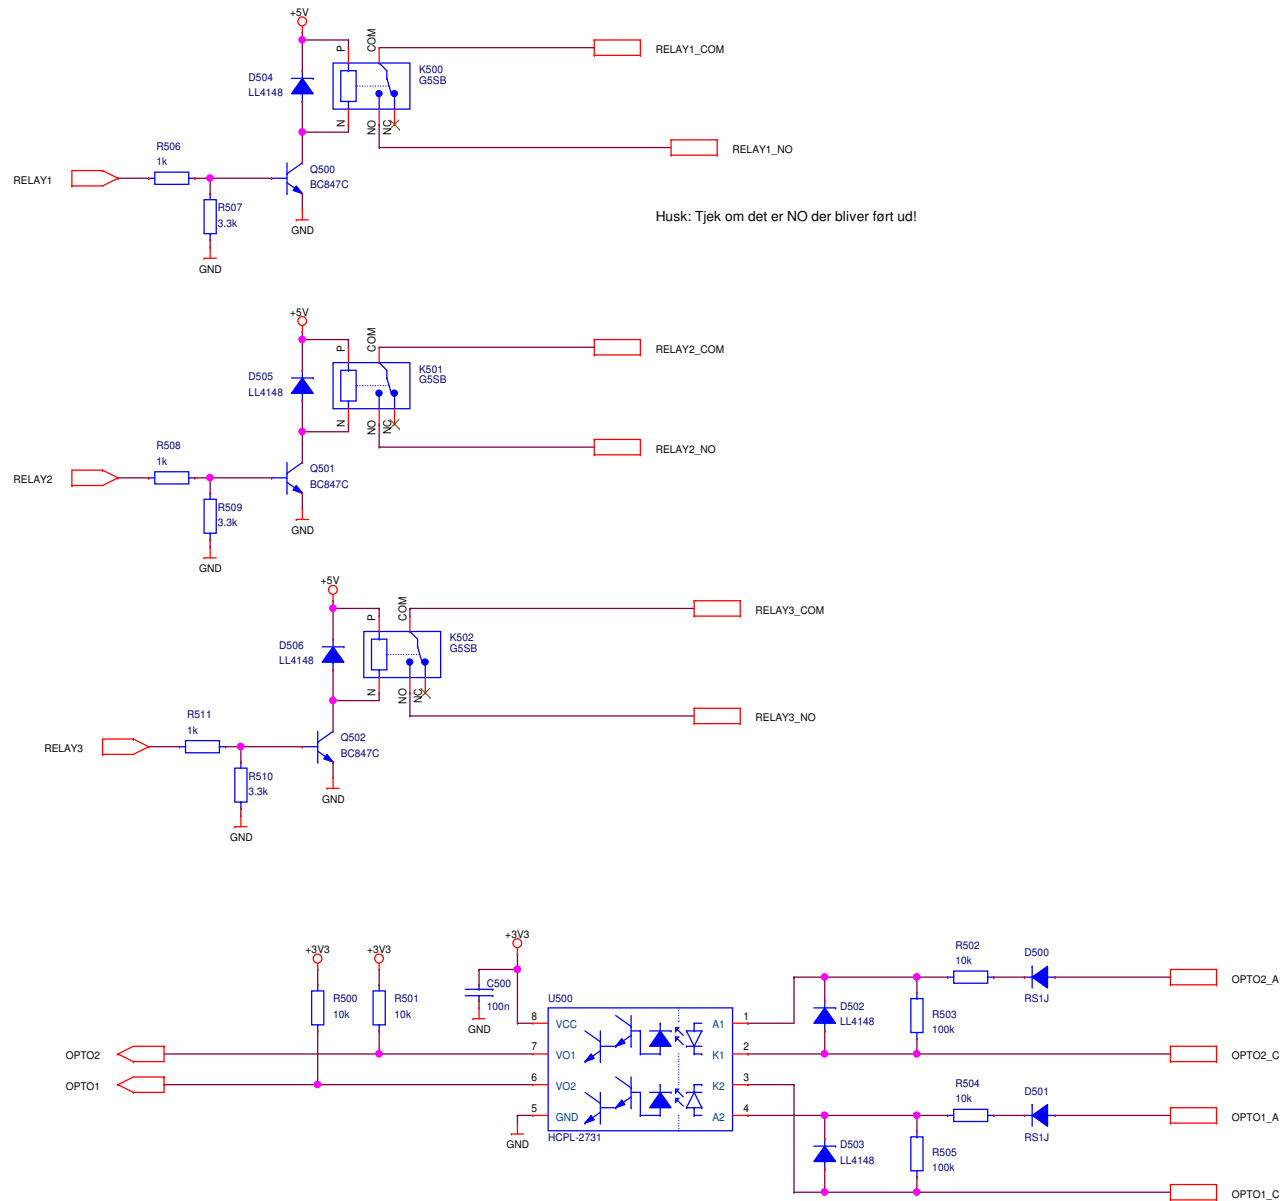 +5V
P
COM
RELAY1_COM
D504
LL4148
K500
G5SB
N
NO
NC
RELAY1_NO
R506
1k
Q500
BC847C
RELAY1
R507
3.3k
GND
GND
Husk: Tjek om det er NO der bliver ført ud!
+5V
P
COM
RELAY2_COM
D505
LL4148
K501
G5SB
N
NO
NC
RELAY2_NO
R508
1k
Q501
BC847C
RELAY2
R509
3.3k
GND
GND
+5V
P
COM
RELAY3_COM
D506
LL4148
K502
G5SB
N
NO
NC
RELAY3_NO
R511
1k
Q502
BC847C
RELAY3
R510
3.3k
GND
GND
+3V3
+3V3
+3V3
R500
10k
R501
10k
C500
100n
GND
U500
8
VCC
7
VO1
6
VO2
5
GND
A1
1
K1
2
K2
3
A2
4
HCPL-2731
GND
OPTO2
OPTO1
R502
10k
D500
RS1J
OPTO2_A
D502
LL4148
R503
100k
OPTO2_C
R504
10k
D501
RS1J
OPTO1_A
D503
LL4148
R505
100k
OPTO1_C